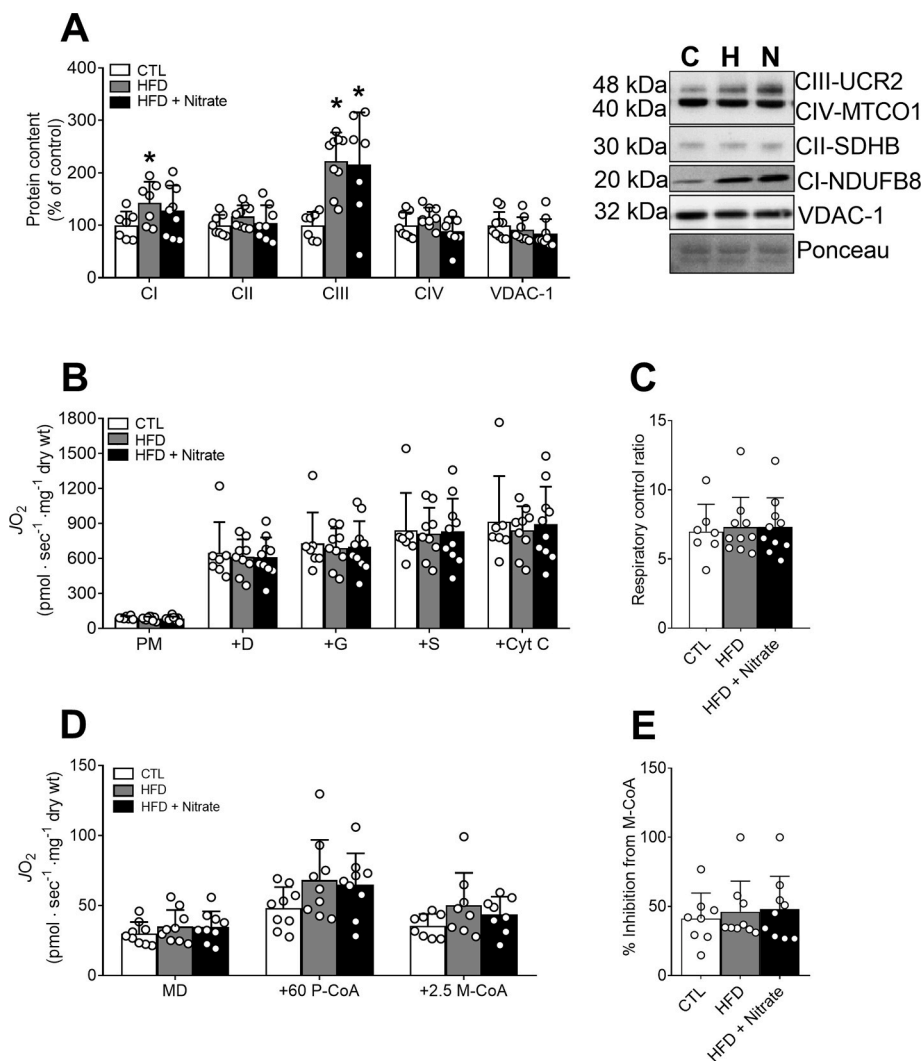 A
Protein content
(% of control)
400
300
200
100
0
CTL
HFD
HFD + Nitrate
*
*
*
CI
CII
CIII
CIV
VDAC-1
C H N
48 kDa
40 kDa
30 kDa
20 kDa
32 kDa
CIII-UCR2
CIV-MTCO1
CII-SDHB
CI-NDUFB8
VDAC-1
Ponceau
B
JO2
(pmol · sec-1 ·mg-1 dry wt)
1800
1500
1200
900
600
300
0
CTL
HFD
HFD + Nitrate
PM
+D
+G
+S
+Cyt C
C
Respiratory control ratio
15
10
5
0
CTL
HFD
HFD + Nitrate
D
JO2
(pmol · sec-1 ·mg-1 dry wt)
150
100
50
0
CTL
HFD
HFD + Nitrate
MD
+60 P-CoA
+2.5 M-CoA
E
% Inhibition from M-CoA
150
100
50
0
CTL
HFD
HFD + Nitrate